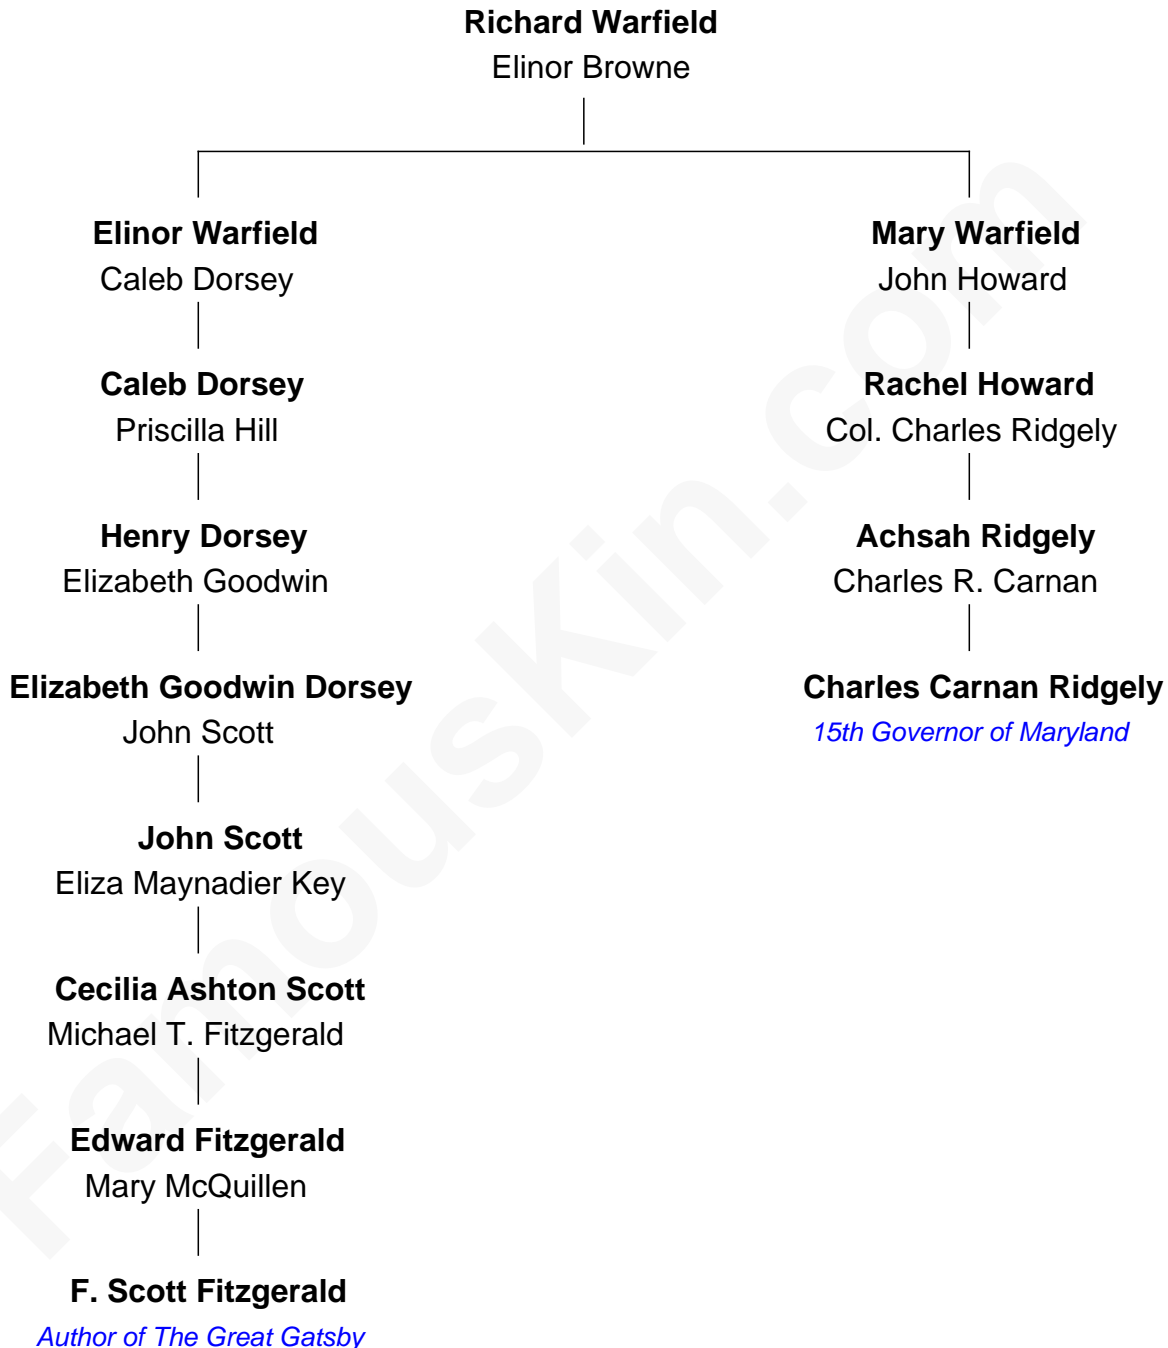 Richard Warfield
Elinor Browne
Elinor Warfield
Caleb Dorsey
Mary Warfield
John Howard
Caleb Dorsey
Priscilla Hill
Rachel Howard
Col. Charles Ridgely
Henry Dorsey
Elizabeth Goodwin
Achsah Ridgely
Charles R. Carnan
Elizabeth Goodwin Dorsey
John Scott
Charles Carnan Ridgely
15th Governor of Maryland
John Scott
Eliza Maynadier Key
Cecilia Ashton Scott
Michael T. Fitzgerald
Edward Fitzgerald
Mary McQuillen
F. Scott Fitzgerald
Author of The Great Gatsby
FamousKin.com